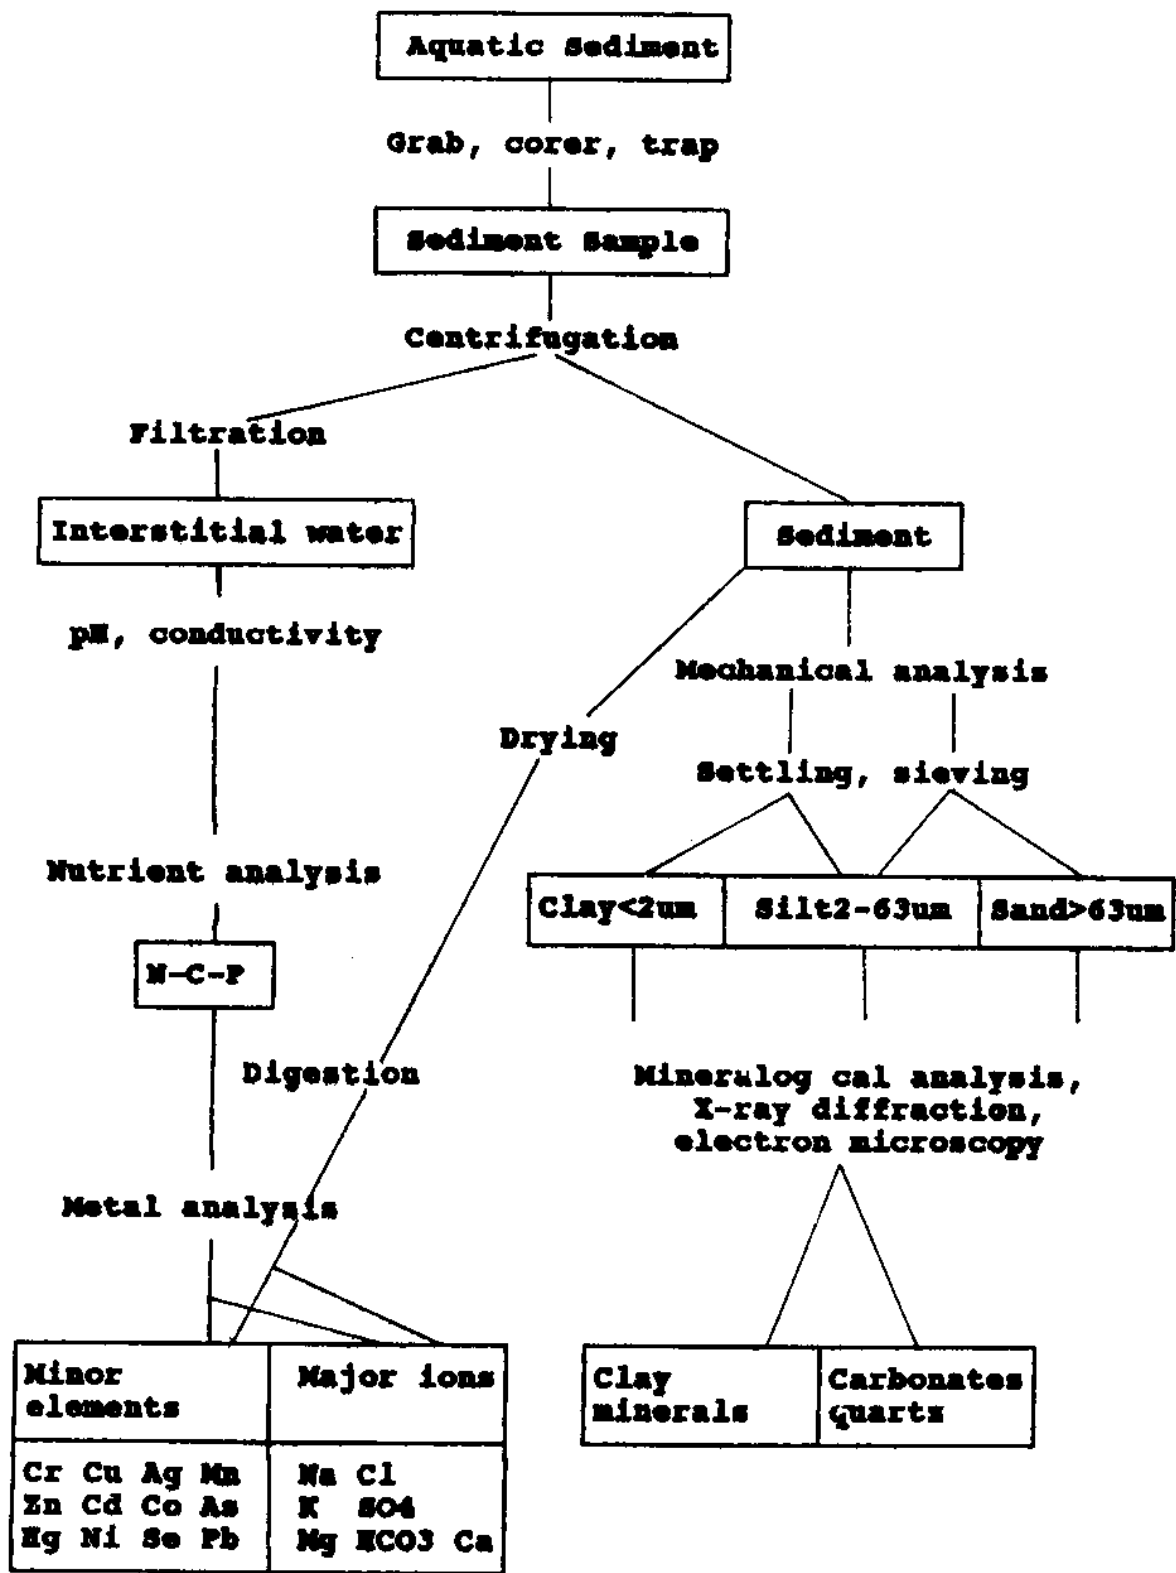 Aquatic Sediment
Grab, corer, trap
Sediment Sample
Centrifugation
Filtration
Interstitial water
Sediment
pH, conductivity
Mechanical analysis
Drying
Settling, sieving
Nutrient analysis
Clay<2um
Silt2-63um
Sand>63um
N-C-P
Digestion
Mineralog cal analysis,
X-ray diffraction,
electron microscopy
Metal analysis
Minor
elements
Major ions
Clay
minerals
Carbonates
quartz
Cr Cu Ag Mn
Zn Cd Co As
Hg Ni Se Pb
Na Cl
K SO4
Mg HCO3 Ca